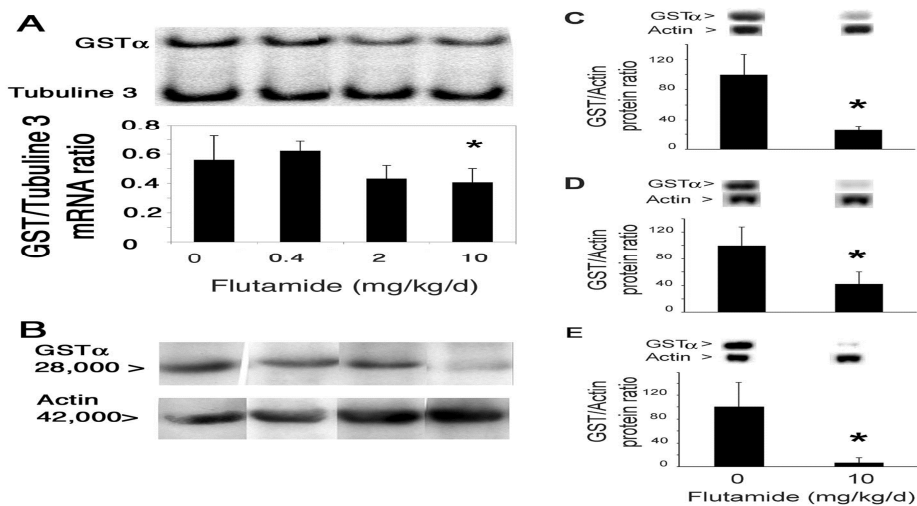 A
GSTα
Tubuline 3
GST/Tubuline 3
mRNA ratio
0.8
0.6
0.4
0.2
0
0 0.4 2 10
Flutamide (mg/kg/d)
*
B
GSTα
28,000 >
Actin
42,000>
C
GSTα>
Actin >
GST/Actin
protein ratio
120
80
40
0
*
D
GSTα>
Actin >
GST/Actin
protein ratio
120
80
40
0
*
E
GSTα>
Actin >
GST/Actin
protein ratio
120
80
40
0
*
0 10
Flutamide (mg/kg/d)